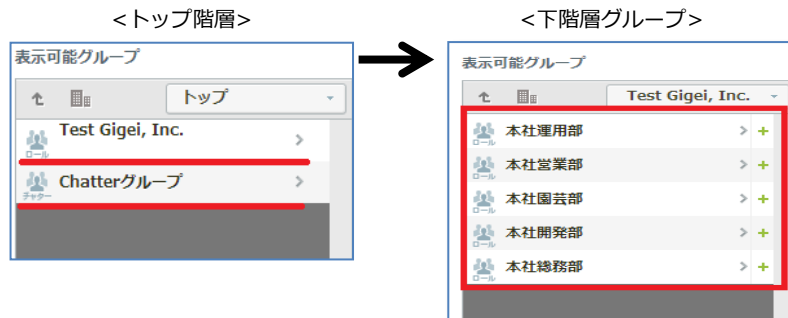 <トップ階層>
表示可能グループ
トップ
Test Gigei, Inc.
ロール
Chatterグループ
チャター
<下階層グループ>
表示可能グループ
Test Gigei, Inc.
本社運用部
ロール
本社営業部
ロール
本社園芸部
ロール
本社開発部
ロール
本社総務部
ロール